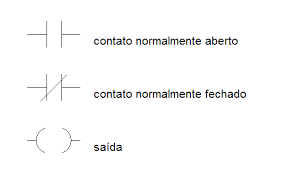 contato normalmente aberto
contato normalmente fechado
saída